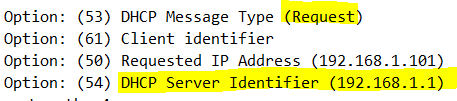 Option: (53) DHCP Message Type (Request)
Option: (61) Client identifier
Option: (50) Requested IP Address (192.168.1.101)
Option: (54) DHCP Server Identifier (192.168.1.1)